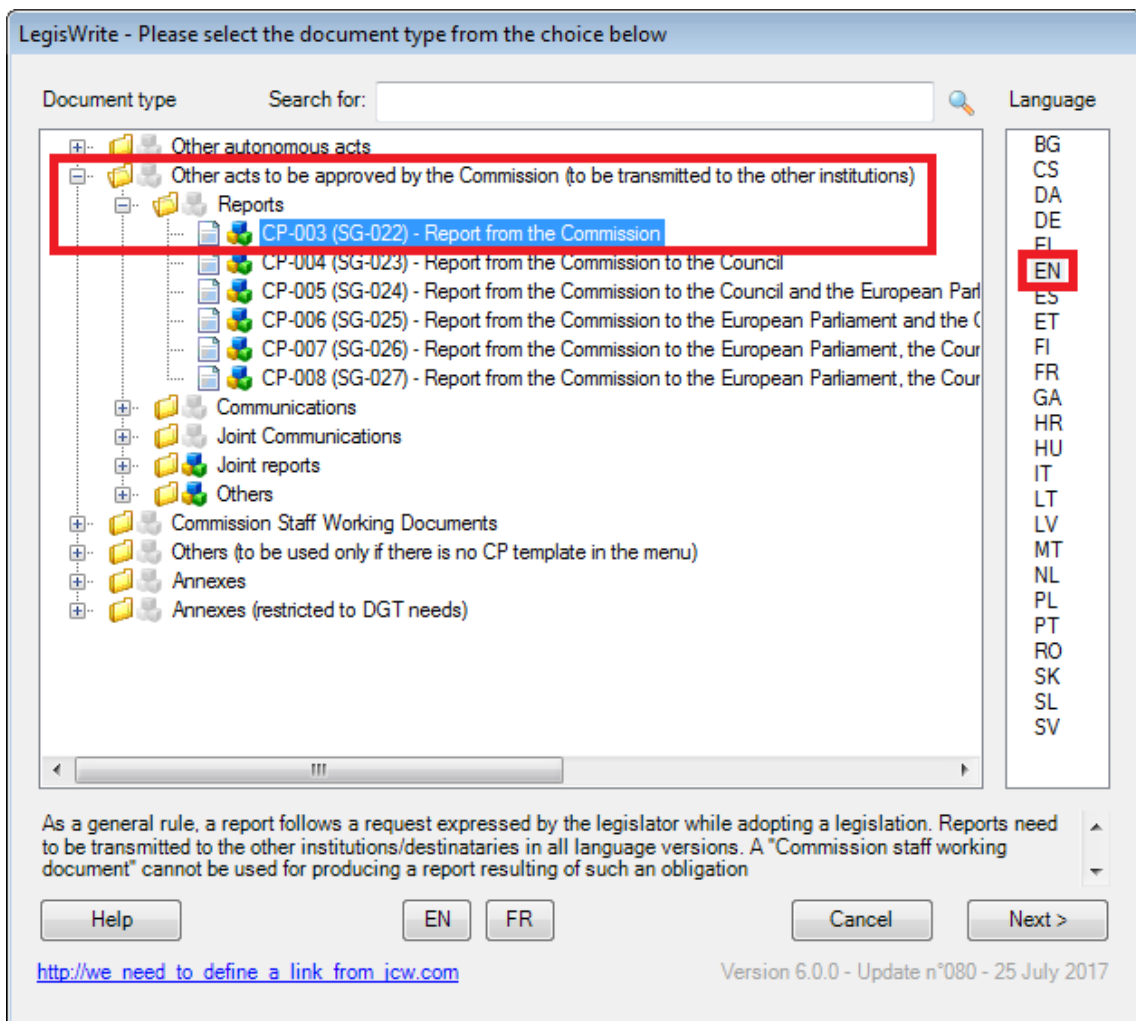 LegisWrite - Please select the document type from the choice below
Document type Search for: Language
Other autonomous acts
Other acts to be approved by the Commission (to be transmitted to the other institutions)
Reports
CP-003 (SG-022) - Report from the Commission
CP-004 (SG-023) - Report from the Commission to the Council
CP-005 (SG-024) - Report from the Commission to the Council and the European Parl
CP-006 (SG-025) - Report from the Commission to the European Parliament and the (
CP-007 (SG-026) - Report from the Commission to the European Parliament, the Cour
CP-008 (SG-027) - Report from the Commission to the European Parliament, the Cour
Communications
Joint Communications
Joint reports
Others
Commission Staff Working Documents
Others (to be used only if there is no CP template in the menu)
Annexes
Annexes (restricted to DGT needs)
BG
CS
DA
DE
EL
EN
ES
ET
FI
FR
GA
HR
HU
IT
LT
LV
MT
NL
PL
PT
RO
SK
SL
SV
As a general rule, a report follows a request expressed by the legislator while adopting a legislation. Reports need
to be transmitted to the other institutions/destinataries in all language versions. A "Commission staff working
document" cannot be used for producing a report resulting of such an obligation
Help EN FR Cancel Next >
http://we_need_to_define_a_link_from_jcw.com Version 6.0.0 - Update n°080 - 25 July 2017